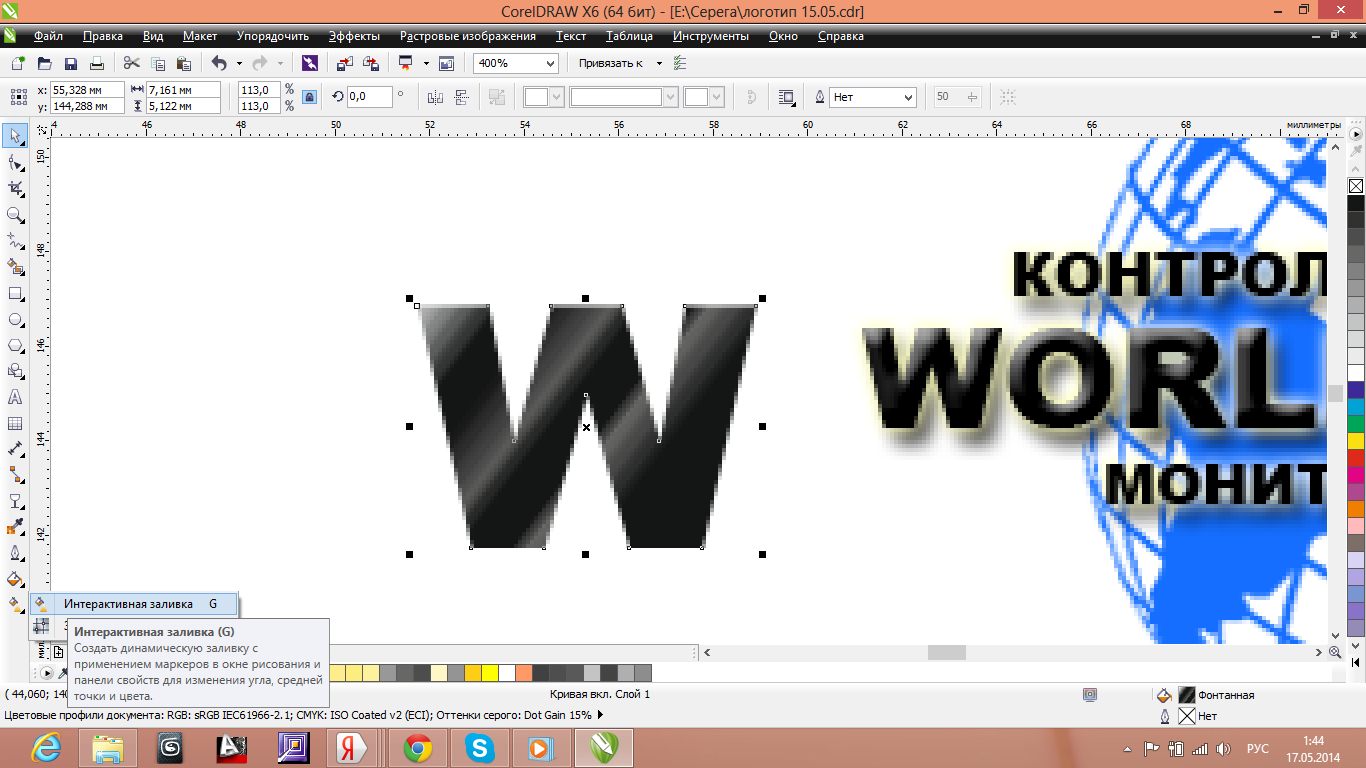 CorelDRAW X6 (64 бит) - [E:\Серега\логотип 15.05.cdr]
Файл Правка Вид Макет Упорядочить Эффекты Растровые изображения Текст Таблица Инструменты Окно Справка
400% Привязать к
x: 55,328 мм 7,161 мм 113,0 % 0,0 ° Нет 50
y: 144,288 мм 5,122 мм 113,0 %
4 46 48 50 52 54 56 58 60 62 64 66 68 миллиметры
150
148
146
144
142
W
КОНТРОЛ
WORL
МОНИТ
Интерактивная заливка G
Интерактивная заливка (G)
Создать динамическую заливку с
применением маркеров в окне рисования и
панели свойств для изменения угла, средней
точки и цвета.
( 44,060; 140 Кривая вкл. Слой 1 Фонтанная
Цветовые профили документа: RGB: sRGB IEC61966-2.1; CMYK: ISO Coated v2 (ECI); Оттенки серого: Dot Gain 15% Нет
РУС 1:44
17.05.2014